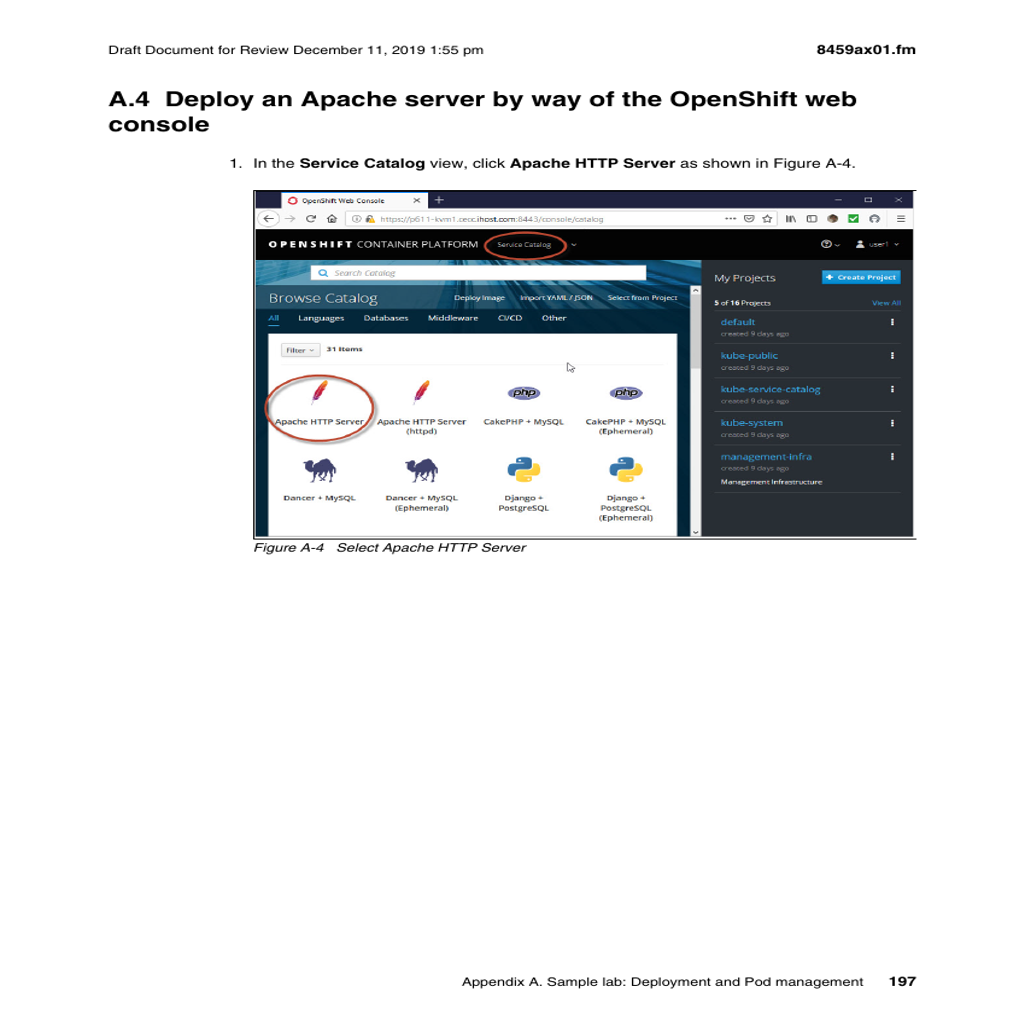 Draft Document for Review December 11, 2019 1:55 pm
8459ax01.fm
A.4 Deploy an Apache server by way of the OpenShift web
console
1. In the Service Catalog view, click Apache HTTP Server as shown in Figure A-4.
OpenShift Web Console
https://p611-kvm1.cecc.ihost.com:8443/console/catalog
OPENSHIFT CONTAINER PLATFORM
Service Catalog
user1
Search Catalog
Browse Catalog
Deploy Image Import YAML / JSON Select from Project
All Languages Databases Middleware CI/CD Other
Filter 31 Items
Apache HTTP Server
Apache HTTP Server
(httpd)
CakePHP + MySQL
CakePHP + MySQL
(Ephemeral)
Dancer + MySQL
Dancer + MySQL
(Ephemeral)
Django +
PostgreSQL
Django +
PostgreSQL
(Ephemeral)
My Projects
Create Project
5 of 16 Projects
View All
default
created 9 days ago
kube-public
created 9 days ago
kube-service-catalog
created 9 days ago
kube-system
created 9 days ago
management-infra
created 9 days ago
Management Infrastructure
Figure A-4 Select Apache HTTP Server
Appendix A. Sample lab: Deployment and Pod management 197